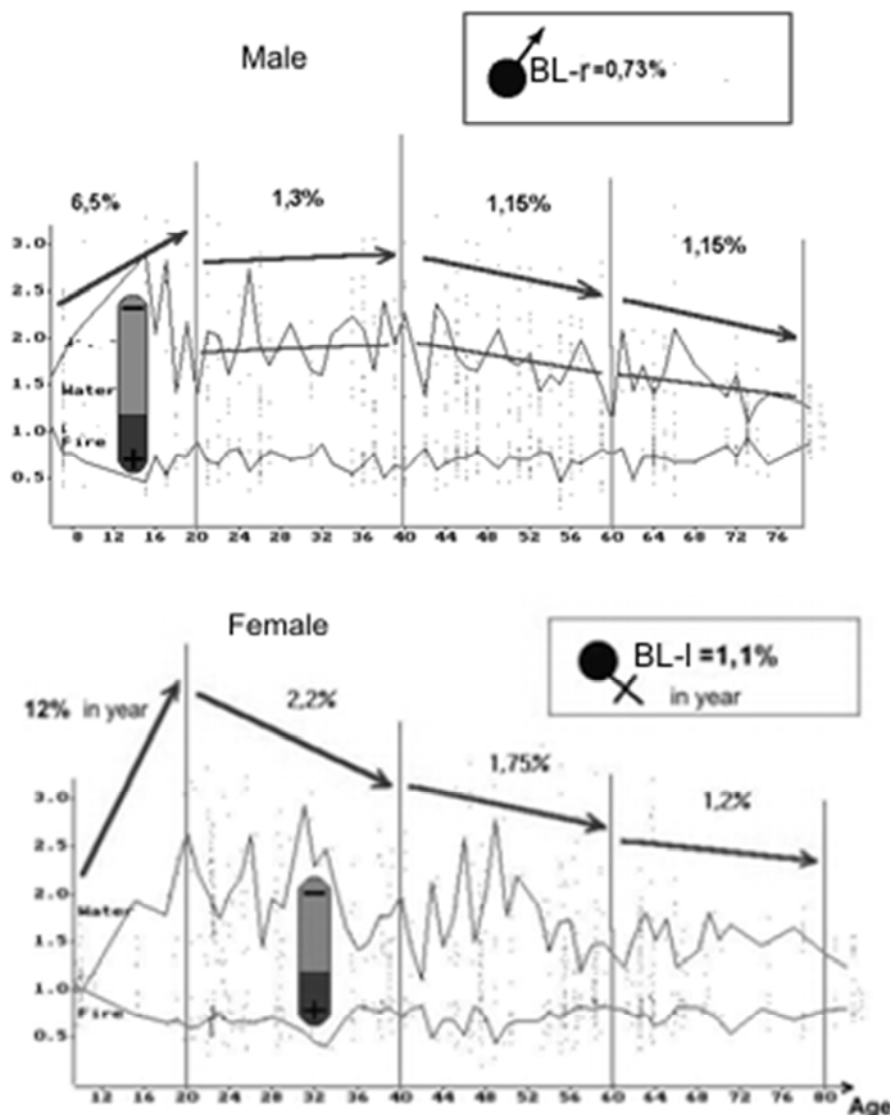 Male
BL-r=0,73%
6,5%
1,3%
1,15%
1,15%
3.0
2.5
2.0
1.5
Water
1.0
Fire
0.5
8 12 16 20 24 28 32 36 40 44 48 52 56 60 64 68 72 76
Female
BL-l =1,1%
in year
12% in year
2,2%
1,75%
1,2%
3.0
2.5
2.0
Water
1.5
1.0
Fire
0.5
12 16 20 24 28 32 36 40 44 48 52 56 60 64 68 72 76 80
Age